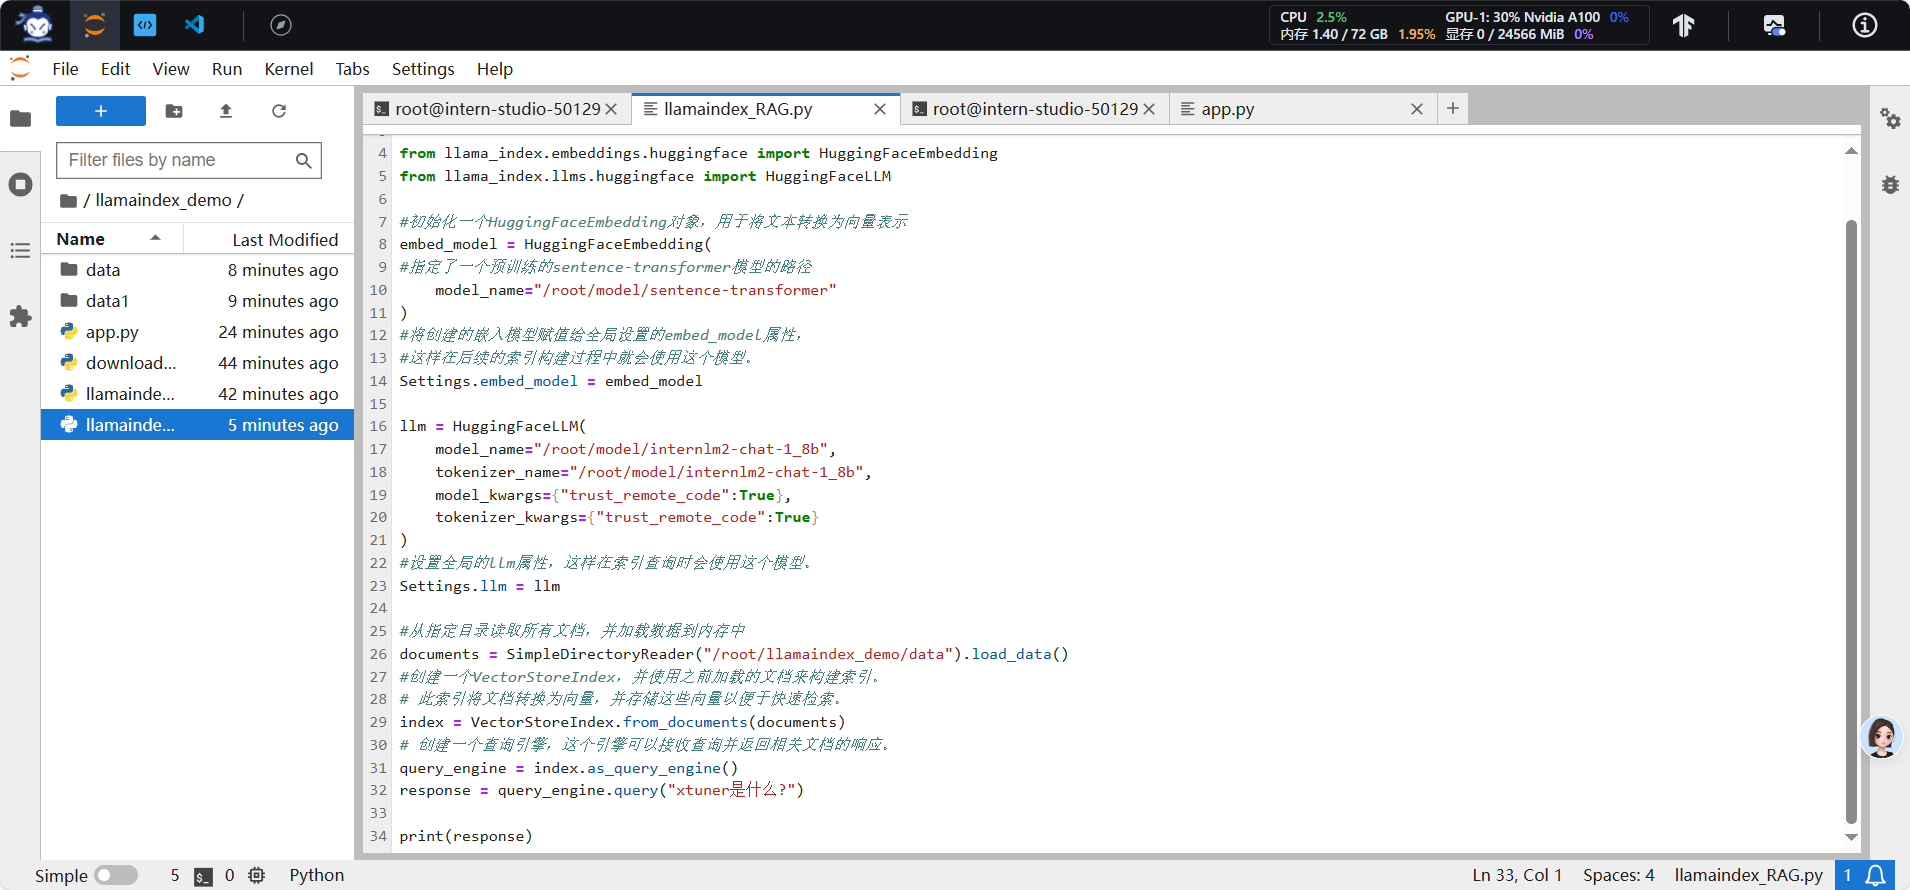 CPU 2.5% GPU-1: 30% Nvidia A100 0%
内存 1.40 / 72 GB 1.95% 显存 0 / 24566 MiB 0%
File Edit View Run Kernel Tabs Settings Help
root@intern-studio-50129 llamaindex_RAG.py root@intern-studio-50129 app.py
Filter files by name
/ llamaindex_demo /
Name Last Modified
data 8 minutes ago
data1 9 minutes ago
app.py 24 minutes ago
download... 44 minutes ago
llamainde... 42 minutes ago
llamainde... 5 minutes ago
4 from llama_index.embeddings.huggingface import HuggingFaceEmbedding
5 from llama_index.llms.huggingface import HuggingFaceLLM
6
7 #初始化一个HuggingFaceEmbedding对象，用于将文本转换为向量表示
8 embed_model = HuggingFaceEmbedding(
9 #指定了一个预训练的sentence-transformer模型的路径
10     model_name="/root/model/sentence-transformer"
11 )
12 #将创建的嵌入模型赋值给全局设置的embed_model属性，
13 #这样在后续的索引构建过程中就会使用这个模型。
14 Settings.embed_model = embed_model
15
16 llm = HuggingFaceLLM(
17     model_name="/root/model/internlm2-chat-1_8b",
18     tokenizer_name="/root/model/internlm2-chat-1_8b",
19     model_kwargs={"trust_remote_code":True},
20     tokenizer_kwargs={"trust_remote_code":True}
21 )
22 #设置全局的llm属性，这样在索引查询时会使用这个模型。
23 Settings.llm = llm
24
25 #从指定目录读取所有文档，并加载数据到内存中
26 documents = SimpleDirectoryReader("/root/llamaindex_demo/data").load_data()
27 #创建一个VectorStoreIndex，并使用之前加载的文档来构建索引。
28 # 此索引将文档转换为向量，并存储这些向量以便于快速检索。
29 index = VectorStoreIndex.from_documents(documents)
30 # 创建一个查询引擎，这个引擎可以接收查询并返回相关文档的响应。
31 query_engine = index.as_query_engine()
32 response = query_engine.query("xtuner是什么?")
33
34 print(response)
Simple 5 0 Python Ln 33, Col 1 Spaces: 4 llamaindex_RAG.py 1